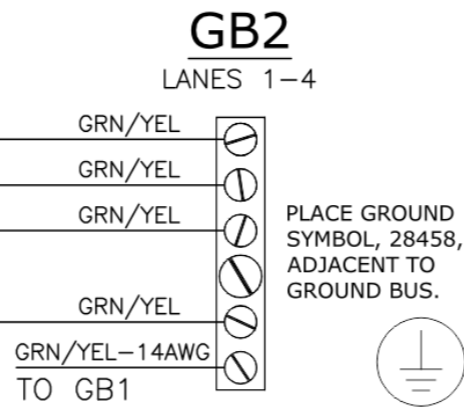 GB2
LANES 1-4
GRN/YEL
GRN/YEL
GRN/YEL
PLACE GROUND
SYMBOL, 28458,
ADJACENT TO
GROUND BUS.
GRN/YEL
GRN/YEL-14AWG
TO GB1